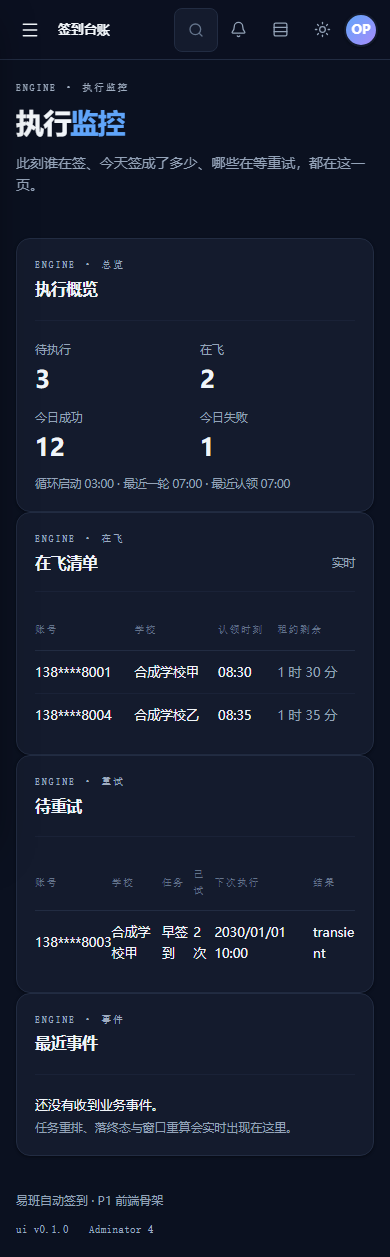 签到台账
OP
ENGINE • 执行监控
执行监控
此刻谁在签、今天签成了多少、哪些在等重试，都在这一
页。
ENGINE • 总览
执行概览
待执行 在飞
3 2
今日成功 今日失败
12 1
循环启动 03:00 · 最近一轮 07:00 · 最近认领 07:00
ENGINE • 在飞
在飞清单 实时
账号 学校 认领时刻 租约剩余
138****8001 合成学校甲 08:30 1 时 30 分
138****8004 合成学校乙 08:35 1 时 35 分
ENGINE • 重试
待重试
账号 学校 任务 已试 下次执行 结果
138****8003 合成学 早签 2 2030/01/01 transie
校甲 到 次 10:00 nt
ENGINE • 事件
最近事件
还没有收到业务事件。
任务重排、落终态与窗口重算会实时出现在这里。
易班自动签到 · P1 前端骨架
ui v0.1.0 Adminator 4